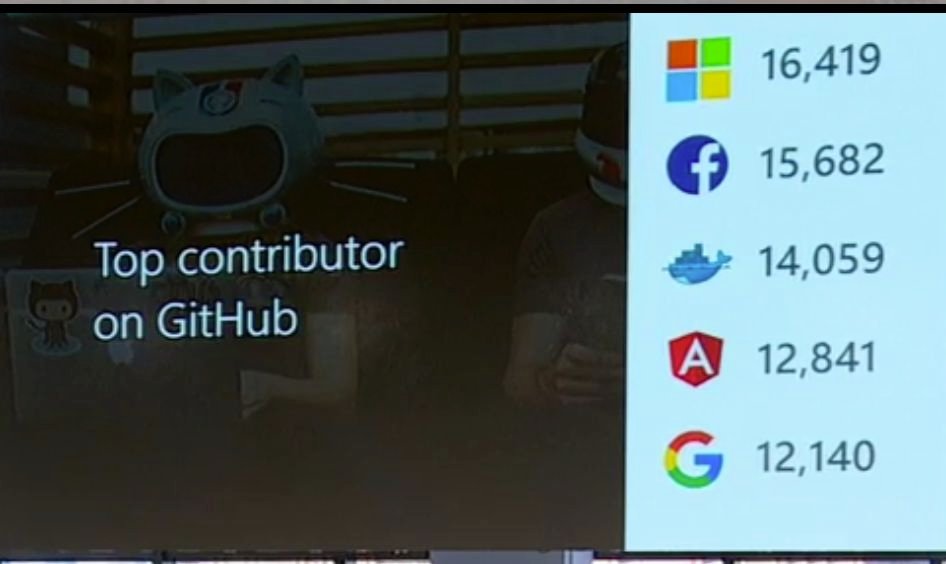 Top contributor
on GitHub
16,419
15,682
14,059
12,841
12,140